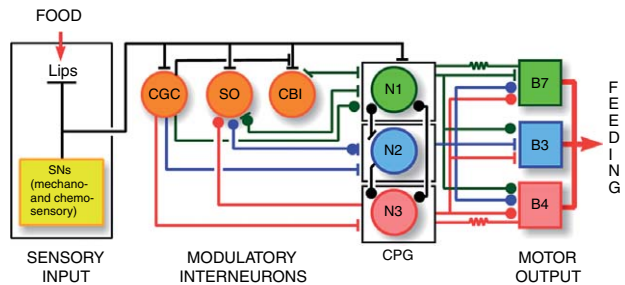 FOOD
Lips
SNs
(mechano-
and chemo-
sensory)
SENSORY
INPUT
CGC
SO
CBI
MODULATORY
INTERNEURONS
N1
N2
N3
CPG
B7
B3
B4
MOTOR
OUTPUT
FEEDING